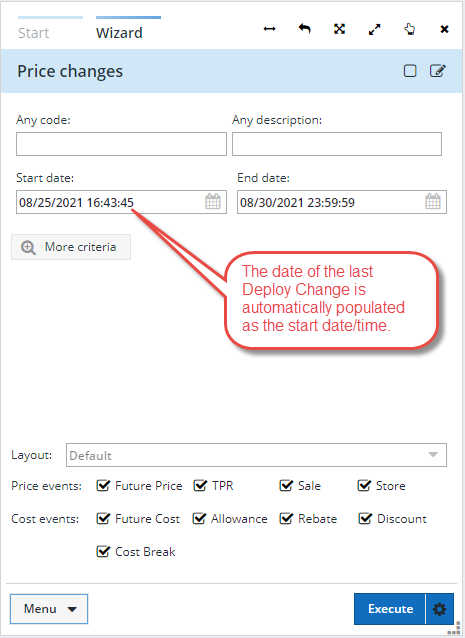 Start Wizard
Price changes
Any code: Any description:
Start date: End date:
08/25/2021 16:43:45 08/30/2021 23:59:59
More criteria
The date of the last
Deploy Change is
automatically populated
as the start date/time.
Layout: Default
Price events: Future Price TPR Sale Store
Cost events: Future Cost Allowance Rebate Discount
Cost Break
Menu Execute